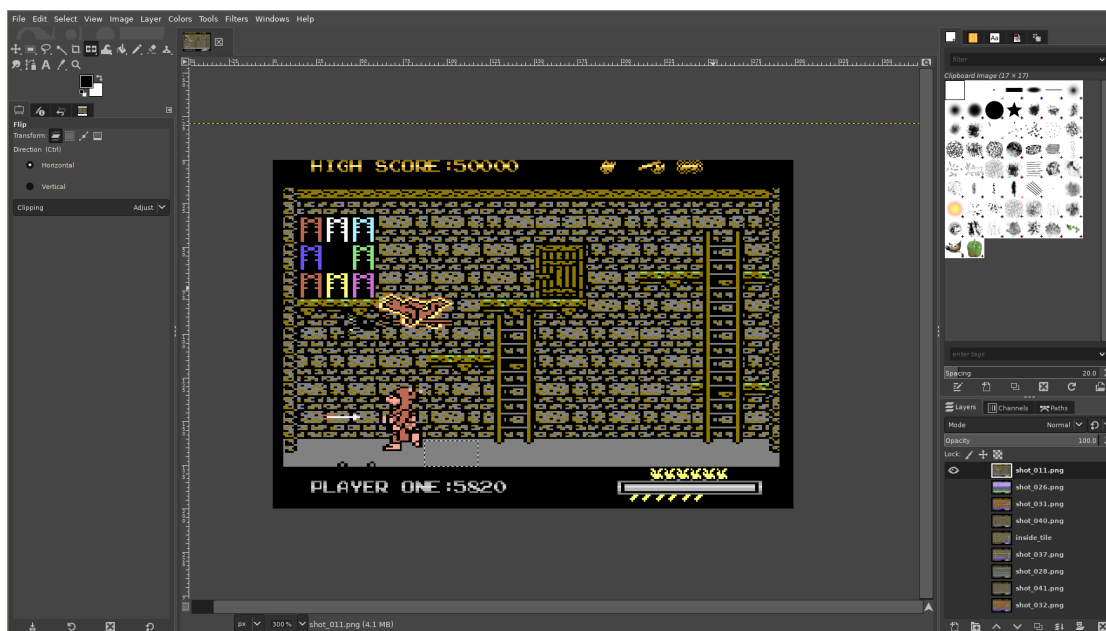 File Edit Select View Image Layer Colors Tools Filters Windows Help
Flip
Transform:
Direction (Ctrl)
Horizontal
Vertical
Clipping Adjust
HIGH SCORE:50000
PLAYER ONE:5820
px 300% shot_011.png (4.1 MB)
filter
Clipboard Image (17 × 17)
enter tags
Spacing 20.0
Layers Channels Paths
Mode Normal
Opacity 100.0
Lock:
shot_011.png
shot_026.png
shot_031.png
shot_040.png
inside_tile
shot_037.png
shot_028.png
shot_041.png
shot_032.png